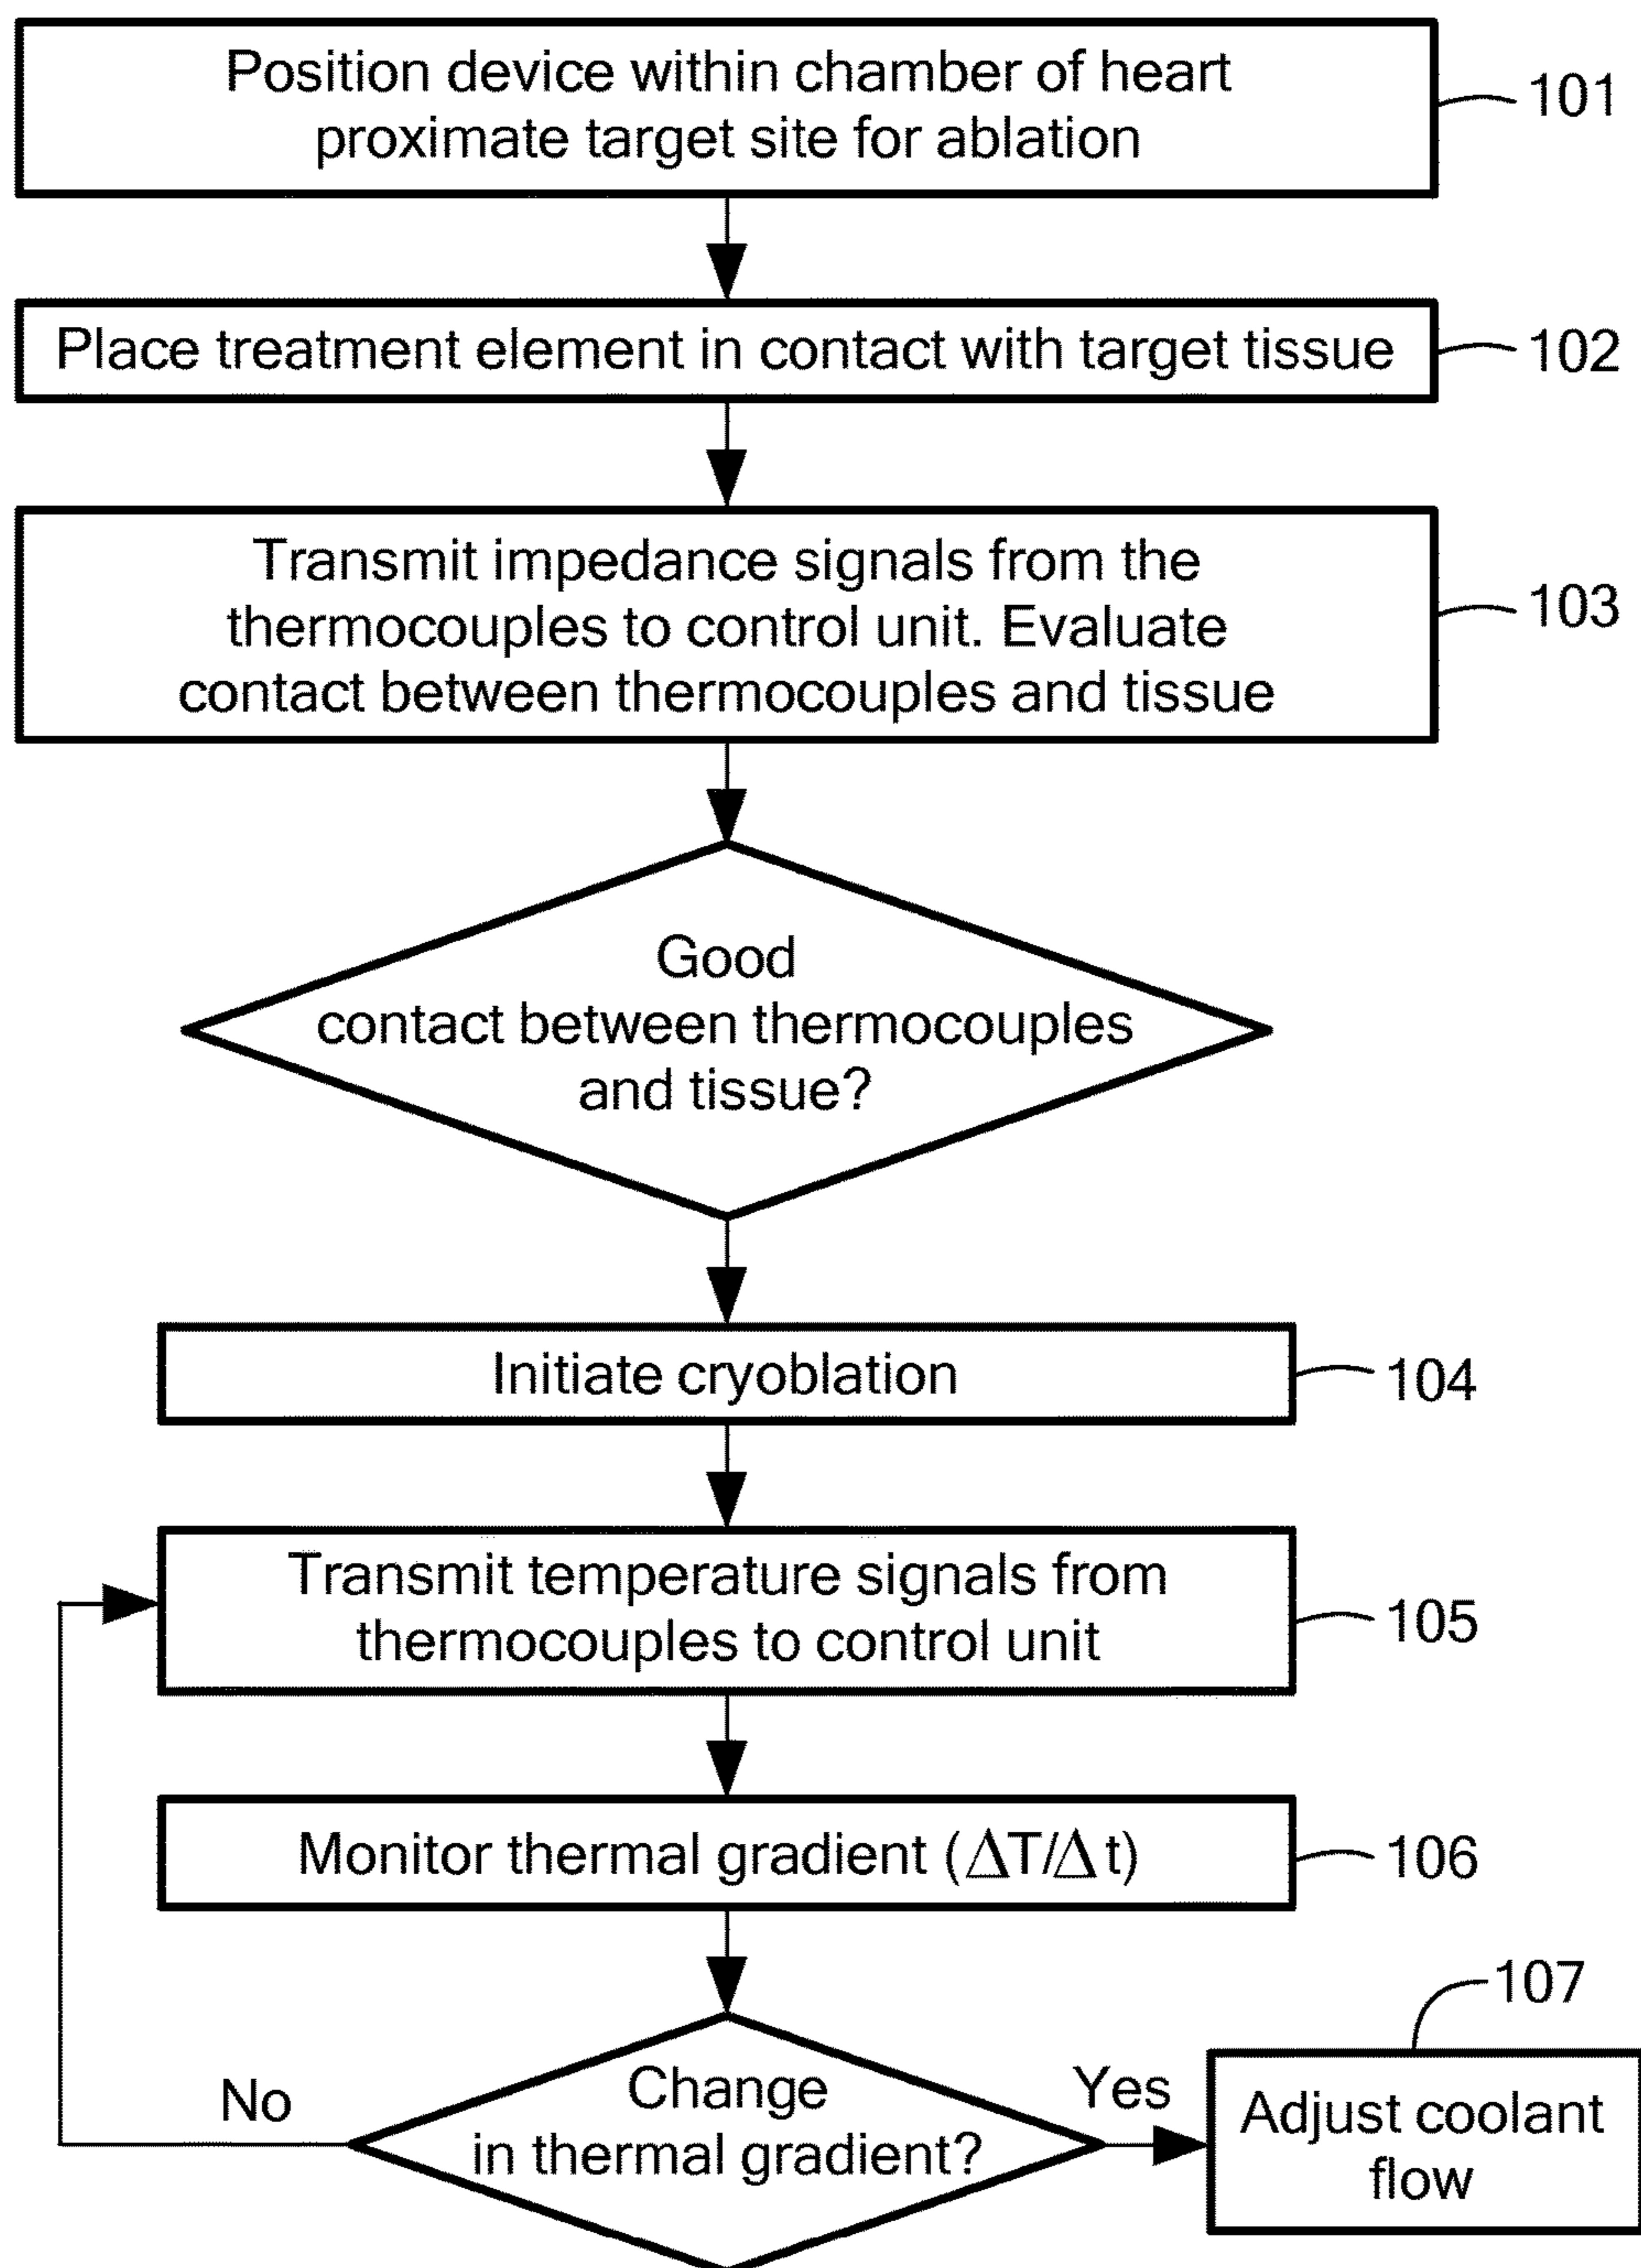 Position device within chamber of heart
proximate target site for ablation
101
Place treatment element in contact with target tissue
102
Transmit impedance signals from the
thermocouples to control unit. Evaluate
contact between thermocouples and tissue
103
Good
contact between thermocouples
and tissue?
Initiate cryoblation
104
Transmit temperature signals from
thermocouples to control unit
105
Monitor thermal gradient (ΔT/Δ t)
106
107
No
Change
in thermal gradient?
Yes
Adjust coolant
flow